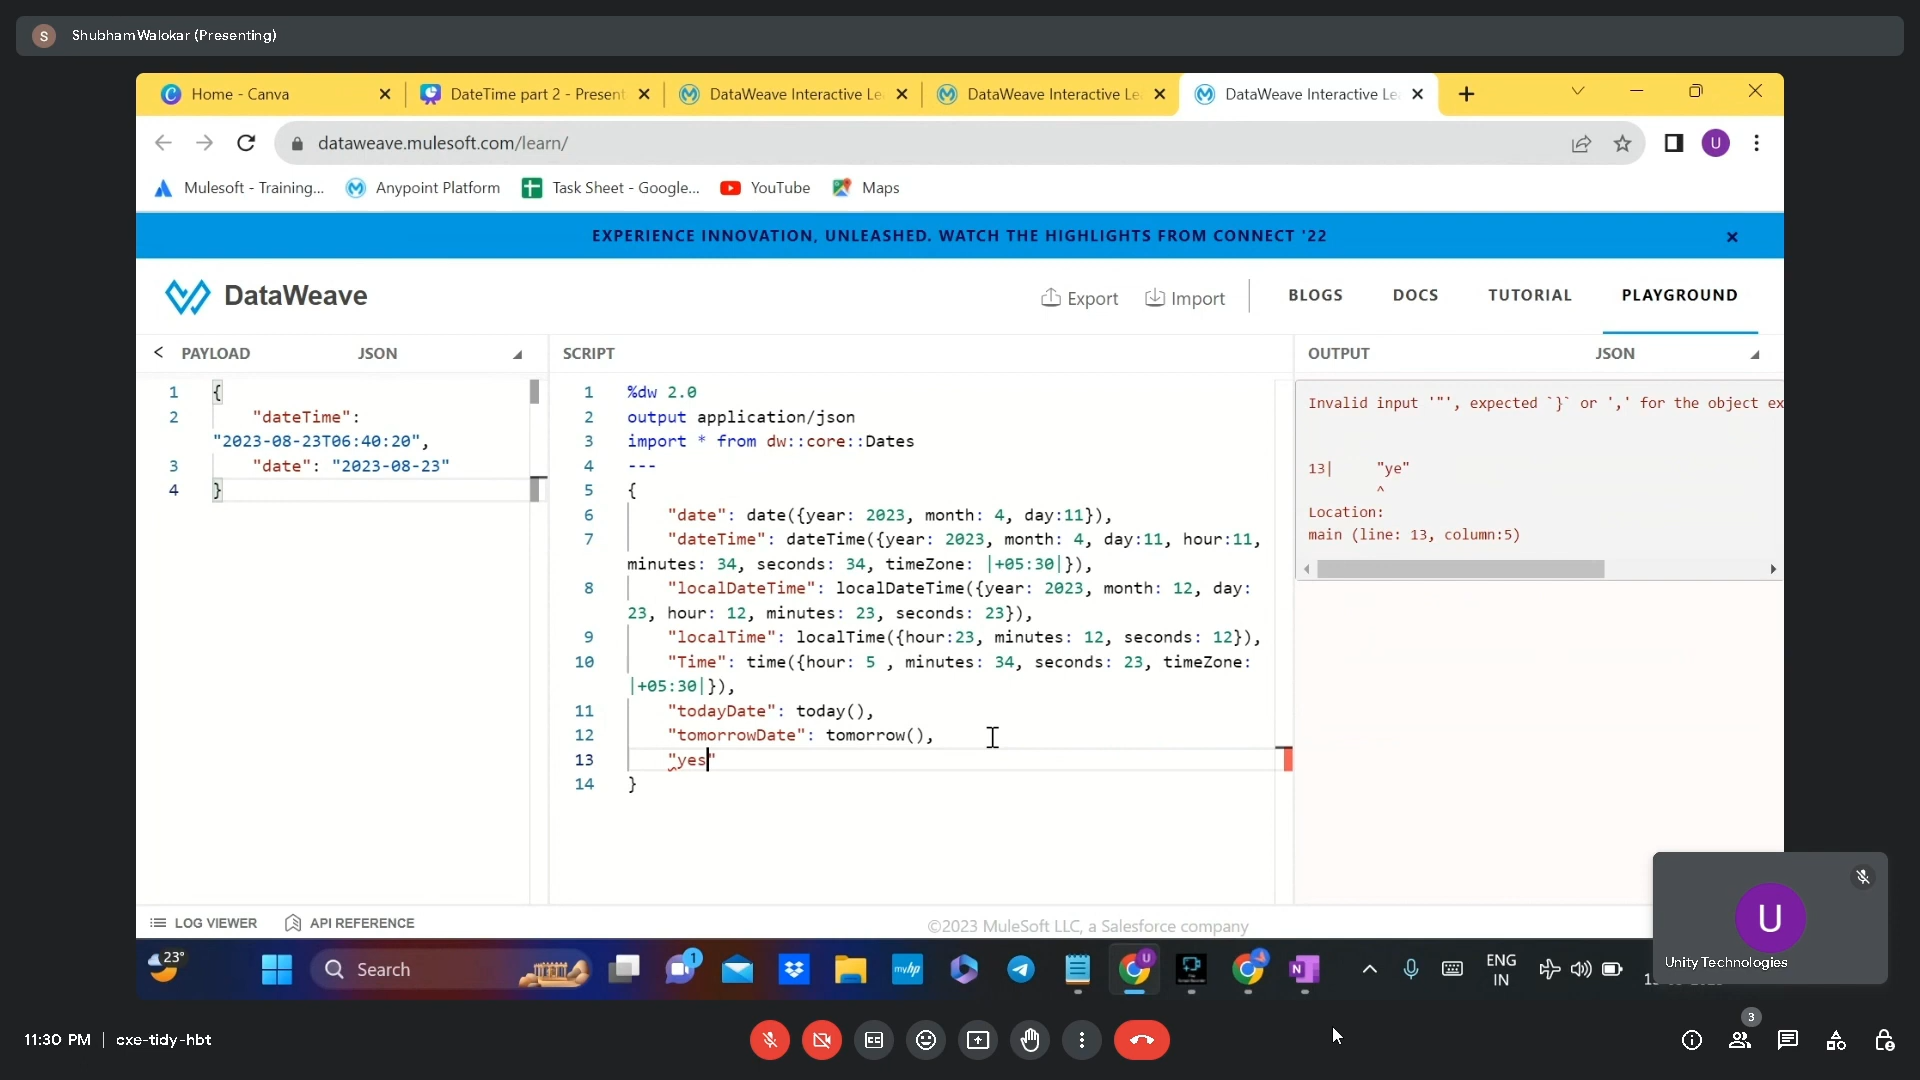 S ShubhamWalokar (Presenting)
Home - Canva
DateTime part 2 - Present
DataWeave Interactive Le
DataWeave Interactive Le
DataWeave Interactive Le
dataweave.mulesoft.com/learn/
U
Mulesoft - Training...
Anypoint Platform
Task Sheet - Google...
YouTube
Maps
EXPERIENCE INNOVATION, UNLEASHED. WATCH THE HIGHLIGHTS FROM CONNECT '22
DataWeave
Export
Import
BLOGS
DOCS
TUTORIAL
PLAYGROUND
PAYLOAD
JSON
1 {
2 "dateTime":
"2023-08-23T06:40:20",
3 "date": "2023-08-23"
4 }
SCRIPT
1 %dw 2.0
2 output application/json
3 import * from dw::core::Dates
4 ---
5 {
6 "date": date({year: 2023, month: 4, day:11}),
7 "dateTime": dateTime({year: 2023, month: 4, day:11, hour:11,
minutes: 34, seconds: 34, timeZone: |+05:30|}),
8 "localDateTime": localDateTime({year: 2023, month: 12, day:
23, hour: 12, minutes: 23, seconds: 23}),
9 "localTime": localTime({hour:23, minutes: 12, seconds: 12}),
10 "Time": time({hour: 5 , minutes: 34, seconds: 23, timeZone:
|+05:30|}),
11 "todayDate": today(),
12 "tomorrowDate": tomorrow(),
13 "yes"
14 }
OUTPUT
JSON
Invalid input '"', expected `}` or ',' for the object ex
13| "ye"
^
Location:
main (line: 13, column:5)
LOG VIEWER
API REFERENCE
©2023 MuleSoft LLC, a Salesforce company
U
Unity Technologies
23°
Search
1
myhp
U
N
ENG
IN
11:30 PM | cxe-tidy-hbt
3